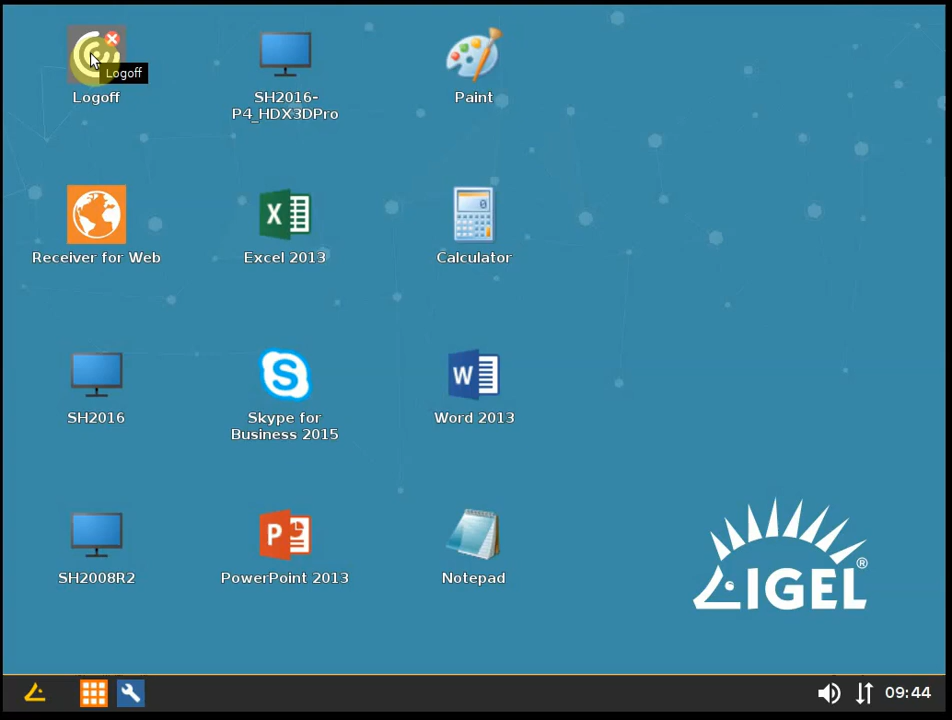 Logoff
Logoff
SH2016-
P4_HDX3DPro
Paint
Receiver for Web
Excel 2013
Calculator
0
SH2016
Skype for
Business 2015
Word 2013
SH2008R2
PowerPoint 2013
Notepad
X
S
W
P
IGEL®
09:44